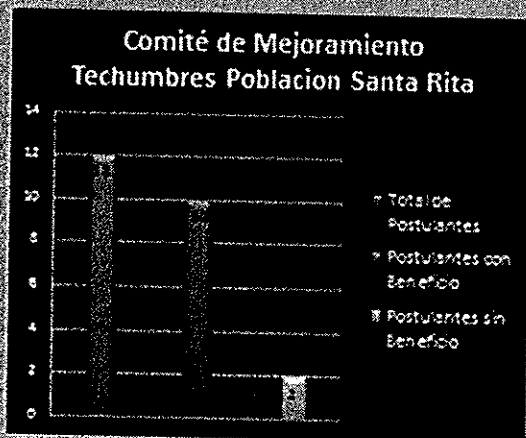 Comité de Mejoramiento
Techumbres Poblacion Santa Rita
14
12
10
8
6
4
2
0
Total de
Postulantes
Postulantes con
Beneficio
Postulantes sin
Beneficio